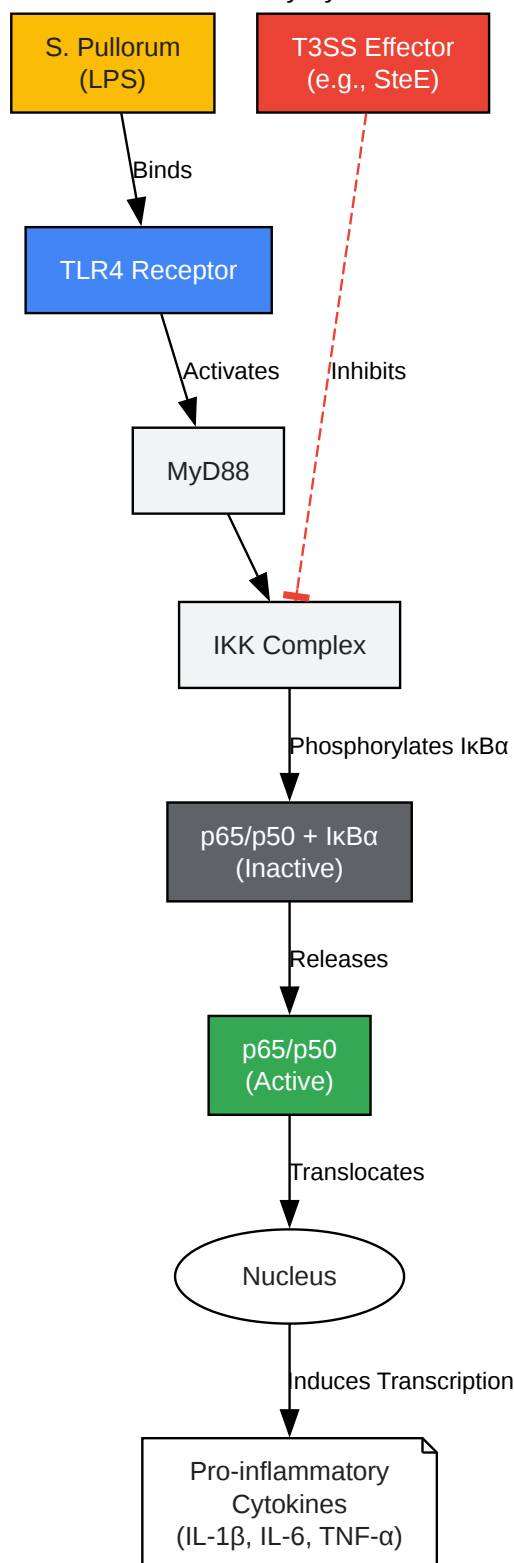 S. Pullorum
(LPS)
T3SS Effector
(e.g., SteE)
Binds
TLR4 Receptor
Activates
Inhibits
MyD88
IKK Complex
Phosphorylates IκBα
p65/p50 + IκBα
(Inactive)
Releases
p65/p50
(Active)
Translocates
Nucleus
Induces Transcription
Pro-inflammatory
Cytokines
(IL-1β, IL-6, TNF-α)